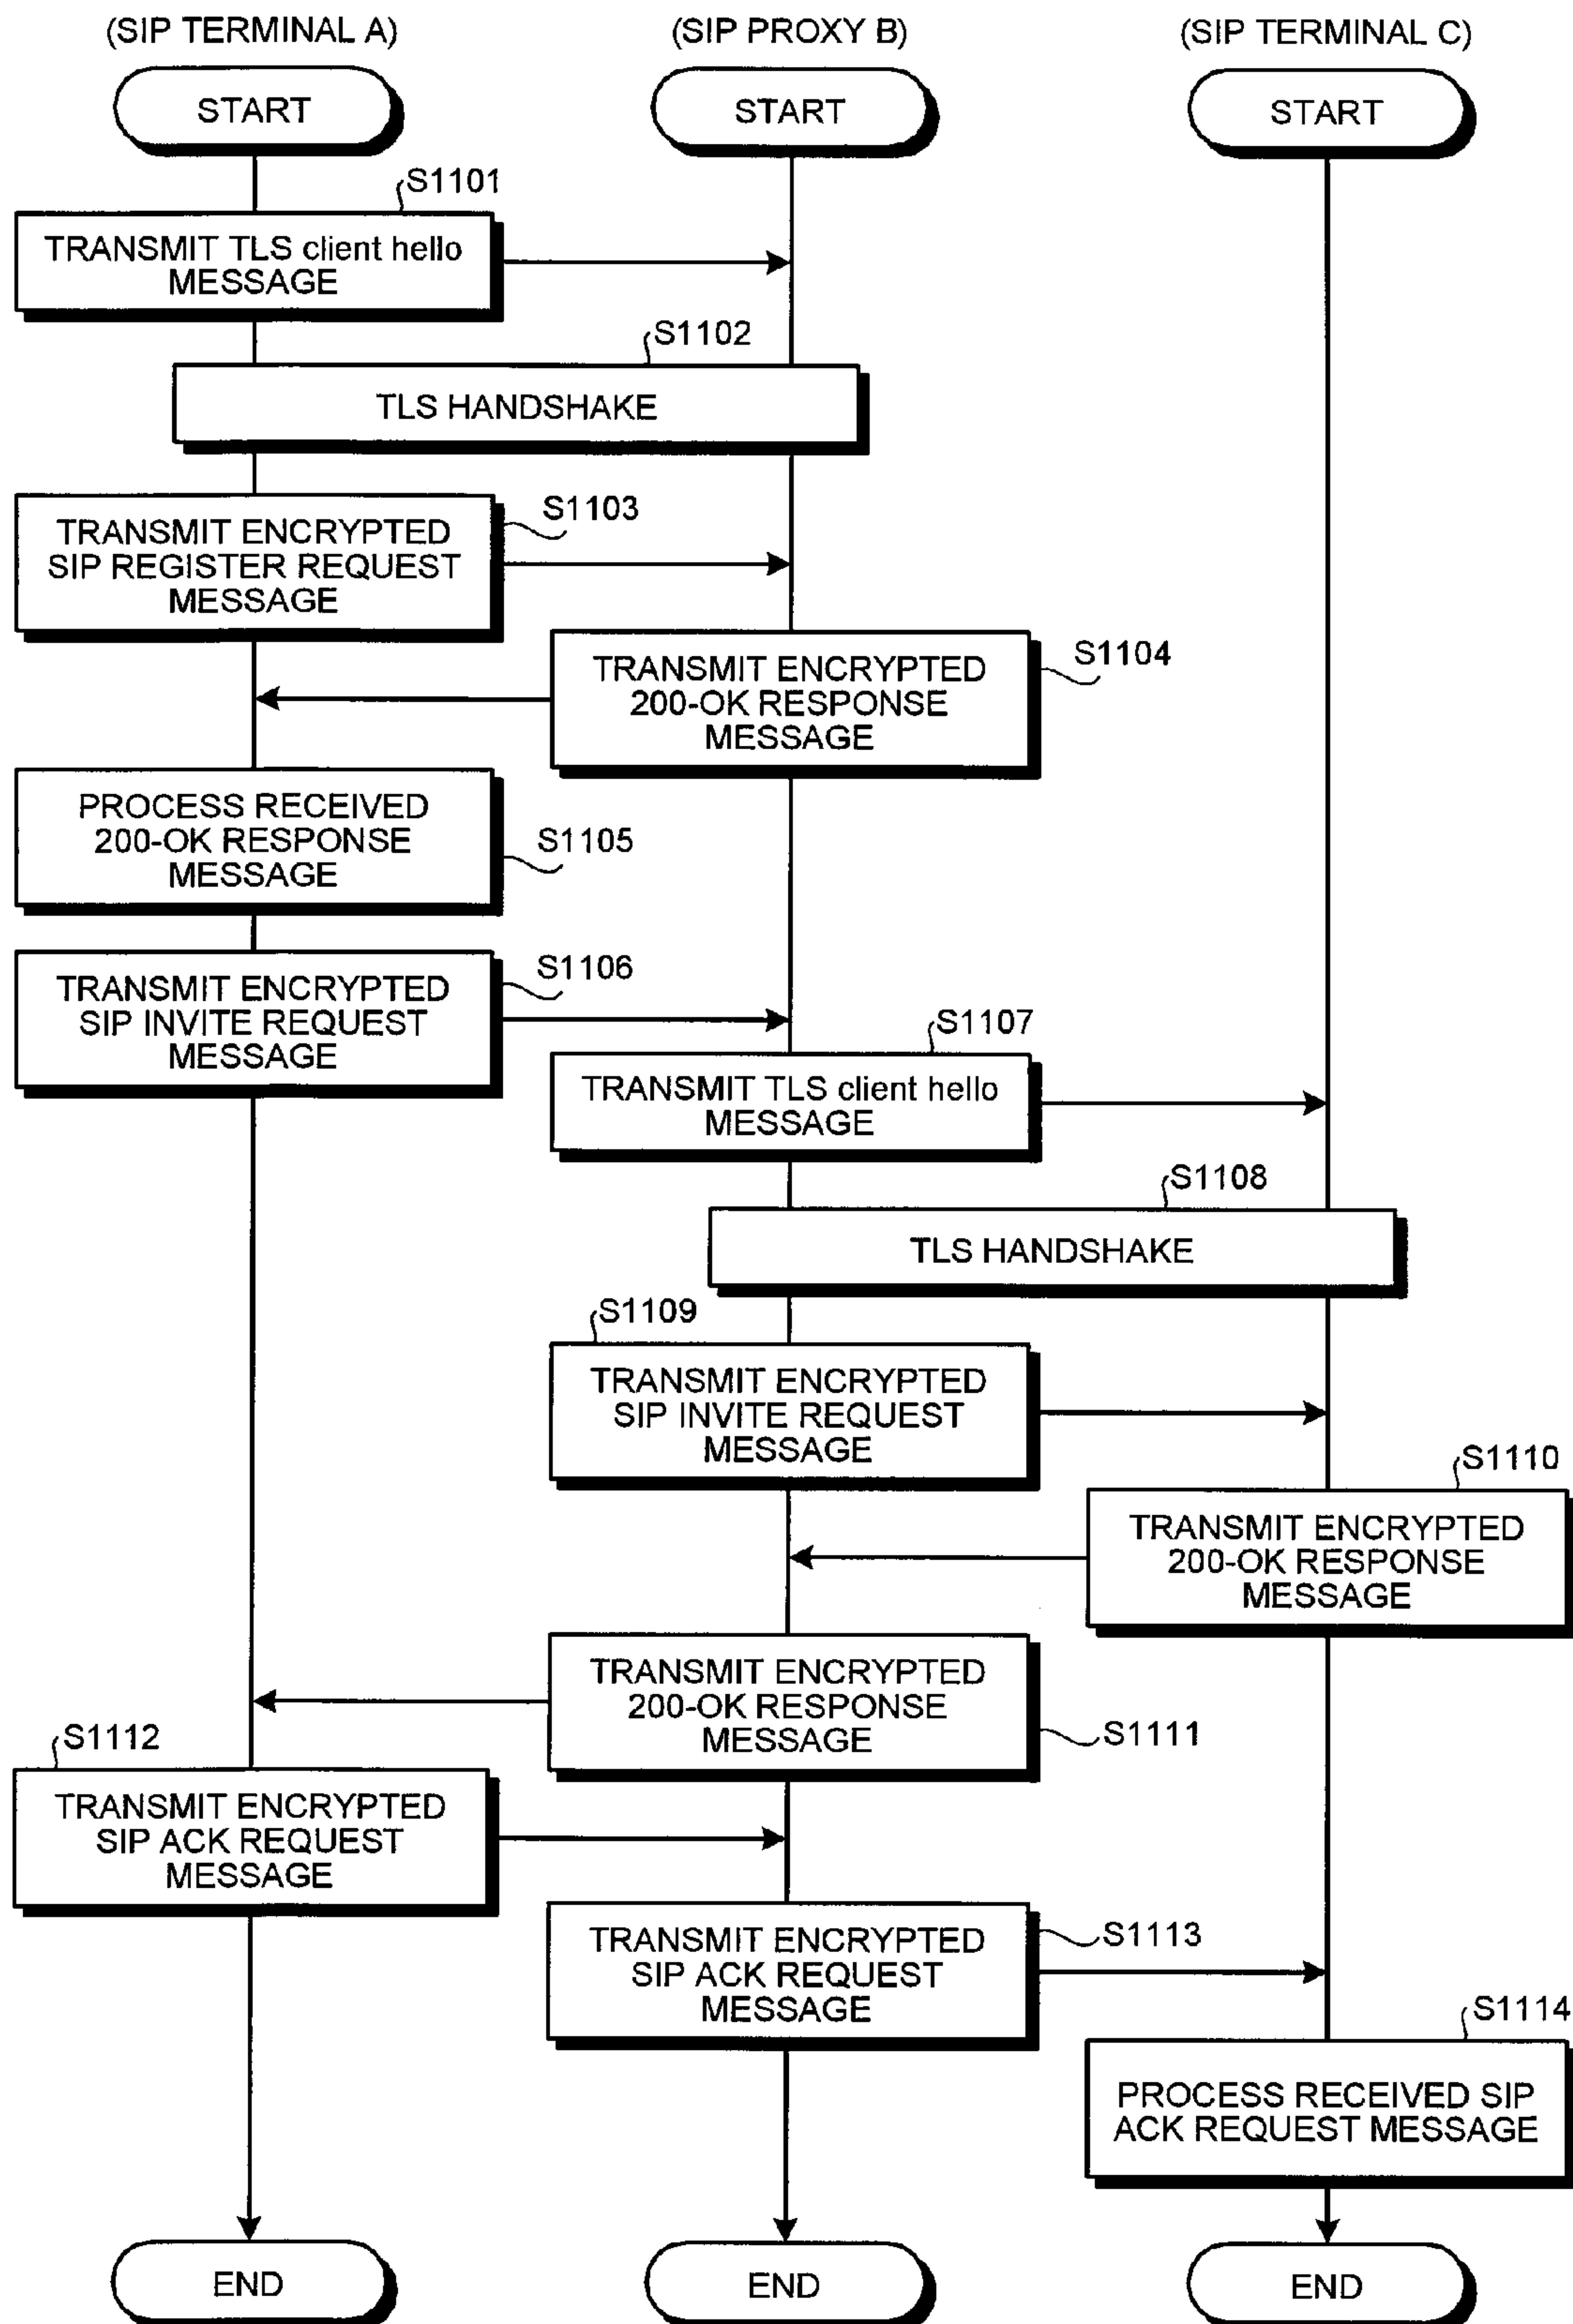 (SIP TERMINAL A)
(SIP PROXY B)
(SIP TERMINAL C)
START
START
START
S1101
TRANSMIT TLS client hello
MESSAGE
S1102
TLS HANDSHAKE
S1103
TRANSMIT ENCRYPTED
SIP REGISTER REQUEST
MESSAGE
S1104
TRANSMIT ENCRYPTED
200-OK RESPONSE
MESSAGE
PROCESS RECEIVED
200-OK RESPONSE
MESSAGE
S1105
S1106
TRANSMIT ENCRYPTED
SIP INVITE REQUEST
MESSAGE
S1107
TRANSMIT TLS client hello
MESSAGE
S1108
TLS HANDSHAKE
S1109
TRANSMIT ENCRYPTED
SIP INVITE REQUEST
MESSAGE
S1110
TRANSMIT ENCRYPTED
200-OK RESPONSE
MESSAGE
TRANSMIT ENCRYPTED
200-OK RESPONSE
MESSAGE
S1111
S1112
TRANSMIT ENCRYPTED
SIP ACK REQUEST
MESSAGE
S1113
TRANSMIT ENCRYPTED
SIP ACK REQUEST
MESSAGE
S1114
PROCESS RECEIVED SIP
ACK REQUEST MESSAGE
END
END
END